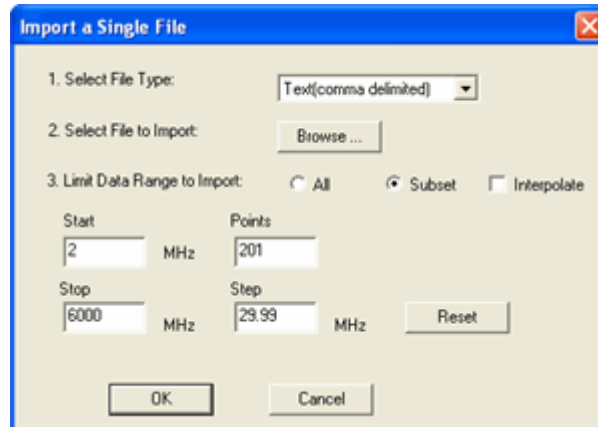 Import a Single File
1. Select File Type:
Text(comma delimited)
2. Select File to Import:
Browse ...
3. Limit Data Range to Import:
All
Subset
Interpolate
Start
Points
2
MHz
201
Stop
Step
6000
MHz
29.99
MHz
Reset
OK
Cancel